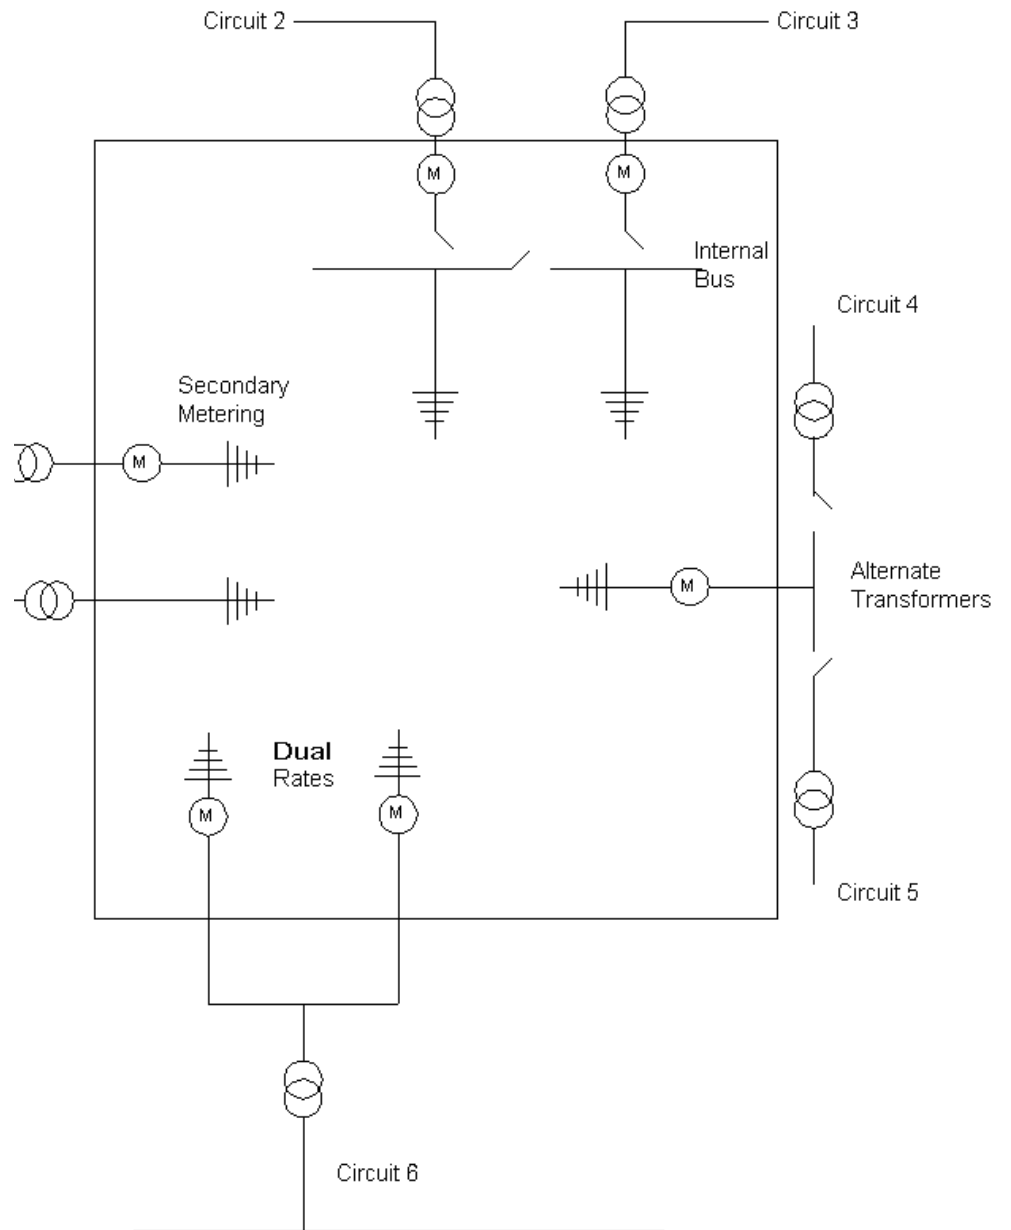 Circuit 2
Circuit 3
M
M
Internal
Bus
Circuit 4
Secondary
Metering
M
M
Alternate
Transformers
Dual
Rates
M
M
Circuit 5
Circuit 6